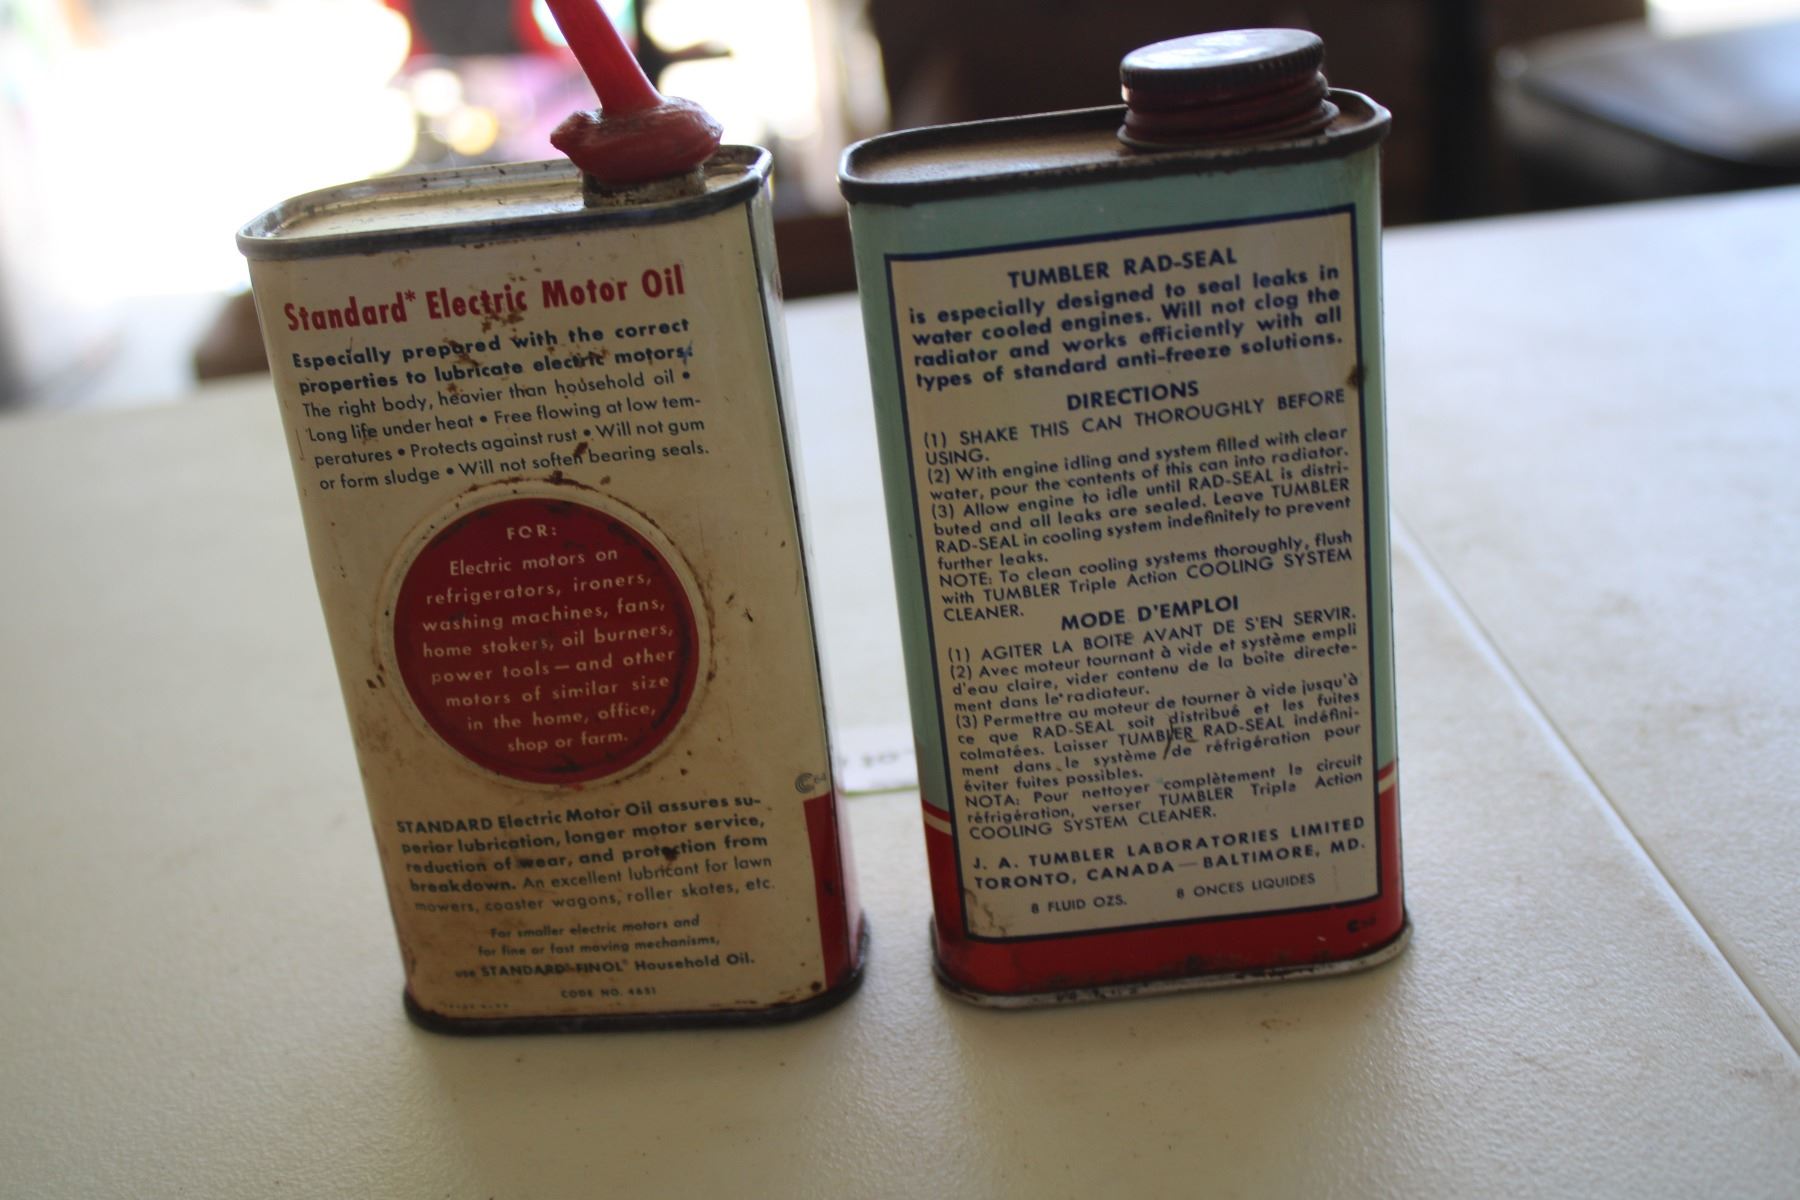 Standard* Electric Motor Oil
Especially prepared with the correct
properties to lubricate electric motors:
The right body, heavier than household oil •
Long life under heat • Free flowing at low tem-
peratures • Protects against rust • Will not gum
or form sludge • Will not soften bearing seals.
FOR:
Electric motors on
refrigerators, ironers,
washing machines, fans,
home stokers, oil burners,
power tools — and other
motors of similar size
in the home, office,
shop or farm.
STANDARD Electric Motor Oil assures su-
perior lubrication, longer motor service,
reduction of wear, and protection from
breakdown. An excellent lubricant for lawn
mowers, coaster wagons, roller skates, etc.
For smaller electric motors and
for fine or fast moving mechanisms,
use STANDARD* FINOL* Household Oil.
CODE NO. 4651
TUMBLER RAD-SEAL
is especially designed to seal leaks in
water cooled engines. Will not clog the
radiator and works efficiently with all
types of standard anti-freeze solutions.
DIRECTIONS
(1) SHAKE THIS CAN THOROUGHLY BEFORE
USING.
(2) With engine idling and system filled with clear
water, pour the contents of this can into radiator.
(3) Allow engine to idle until RAD-SEAL is distri-
buted and all leaks are sealed. Leave TUMBLER
RAD-SEAL in cooling system indefinitely to prevent
further leaks.
NOTE: To clean cooling systems thoroughly, flush
with TUMBLER Triple Action COOLING SYSTEM
CLEANER.
MODE D'EMPLOI
(1) AGITER LA BOITE AVANT DE S'EN SERVIR.
(2) Avec moteur tournant à vide et système empli
d'eau claire, vider contenu de la boite directe-
ment dans le radiateur.
(3) Permettre au moteur de tourner à vide jusqu'à
ce que RAD-SEAL soit distribué et les fuites
colmatées. Laisser TUMBLER RAD-SEAL indéfini-
ment dans le système de réfrigération pour
éviter fuites possibles.
NOTA: Pour nettoyer complètement le circuit
réfrigération, verser TUMBLER Triple Action
COOLING SYSTEM CLEANER.
J. A. TUMBLER LABORATORIES LIMITED
TORONTO, CANADA — BALTIMORE, MD.
8 FLUID OZS. 8 ONCES LIQUIDES